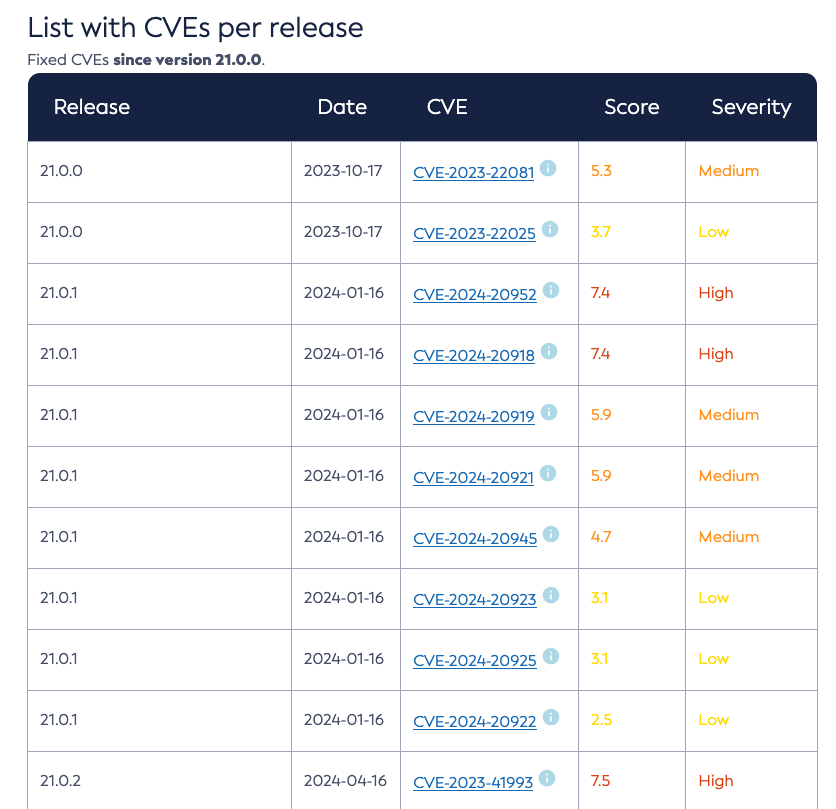 List with CVEs per release
Fixed CVEs since version 21.0.0.
Release Date CVE Score Severity
21.0.0 2023-10-17 CVE-2023-22081 i 5.3 Medium
21.0.0 2023-10-17 CVE-2023-22025 i 3.7 Low
21.0.1 2024-01-16 CVE-2024-20952 i 7.4 High
21.0.1 2024-01-16 CVE-2024-20918 i 7.4 High
21.0.1 2024-01-16 CVE-2024-20919 i 5.9 Medium
21.0.1 2024-01-16 CVE-2024-20921 i 5.9 Medium
21.0.1 2024-01-16 CVE-2024-20945 i 4.7 Medium
21.0.1 2024-01-16 CVE-2024-20923 i 3.1 Low
21.0.1 2024-01-16 CVE-2024-20925 i 3.1 Low
21.0.1 2024-01-16 CVE-2024-20922 i 2.5 Low
21.0.2 2024-04-16 CVE-2023-41993 i 7.5 High